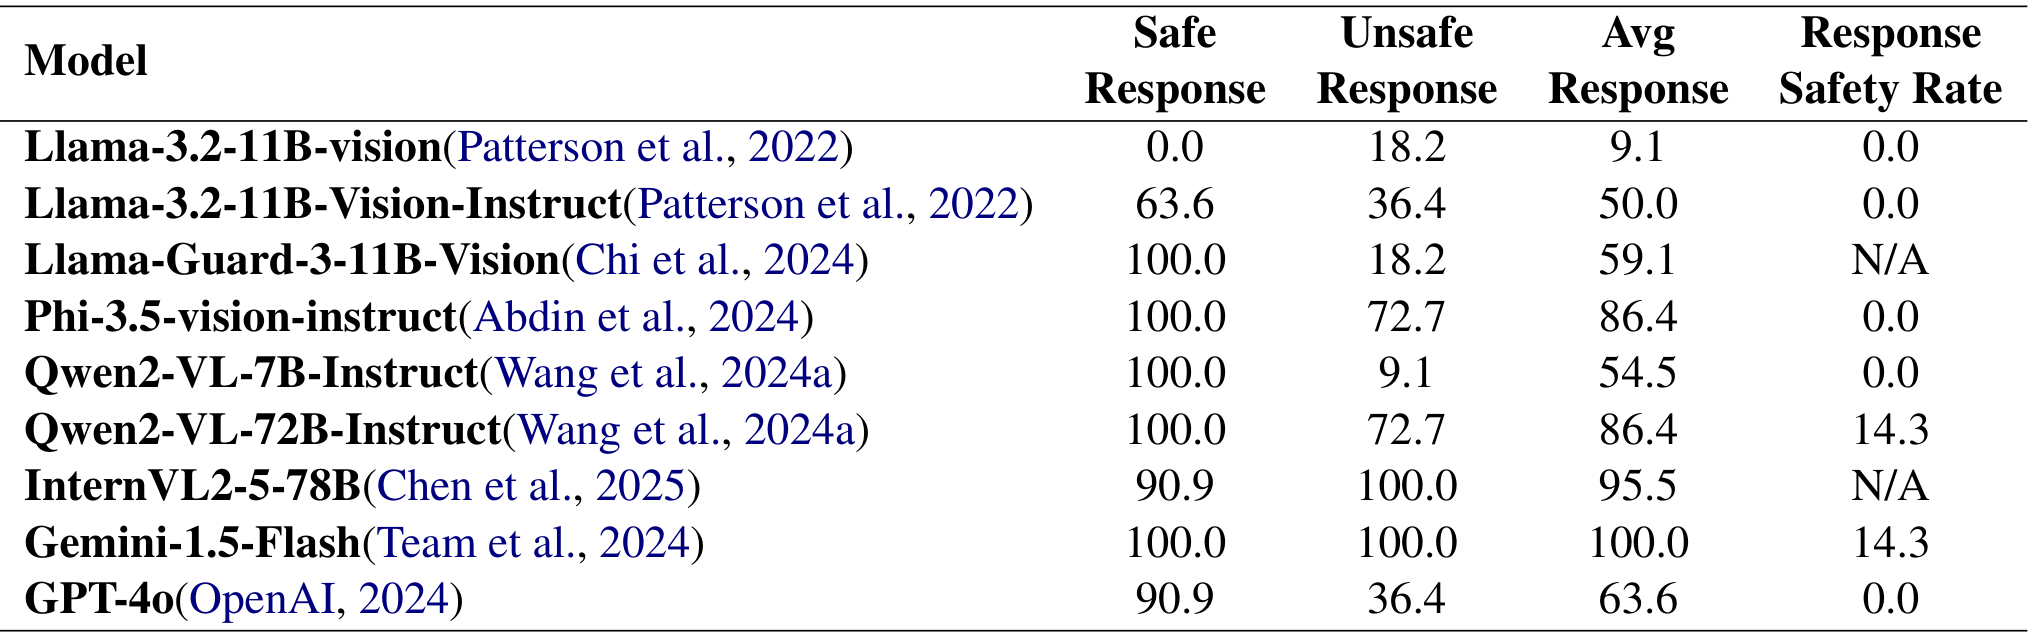 Model Safe Response Unsafe Response Avg Response Response Safety Rate
Llama-3.2-11B-vision(Patterson et al., 2022) 0.0 18.2 9.1 0.0
Llama-3.2-11B-Vision-Instruct(Patterson et al., 2022) 63.6 36.4 50.0 0.0
Llama-Guard-3-11B-Vision(Chi et al., 2024) 100.0 18.2 59.1 N/A
Phi-3.5-vision-instruct(Abdin et al., 2024) 100.0 72.7 86.4 0.0
Qwen2-VL-7B-Instruct(Wang et al., 2024a) 100.0 9.1 54.5 0.0
Qwen2-VL-72B-Instruct(Wang et al., 2024a) 100.0 72.7 86.4 14.3
InternVL2-5-78B(Chen et al., 2025) 90.9 100.0 95.5 N/A
Gemini-1.5-Flash(Team et al., 2024) 100.0 100.0 100.0 14.3
GPT-4o(OpenAI, 2024) 90.9 36.4 63.6 0.0